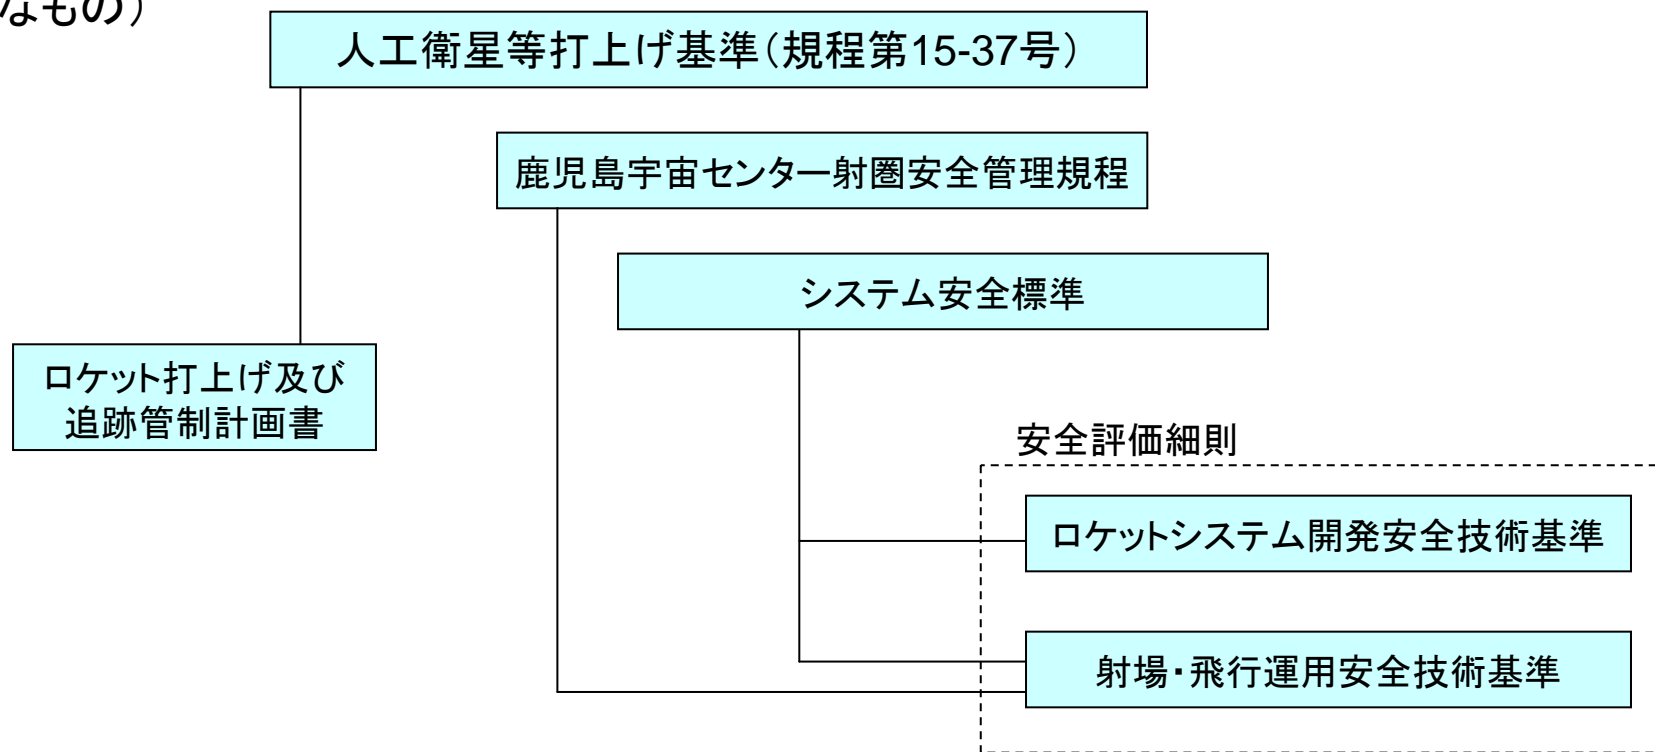 なもの）
人工衛星等打上げ基準（規程第15-37号）
鹿児島宇宙センター射圏安全管理規程
システム安全標準
ロケット打上げ及び
追跡管制計画書
安全評価細則
ロケットシステム開発安全技術基準
射場・飛行運用安全技術基準